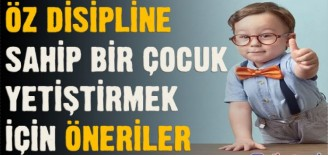 ÖZ DİSİPLİNE
SAHİP BİR ÇOCUK
YETİŞTİRMEK
İÇİN ÖNERİLER